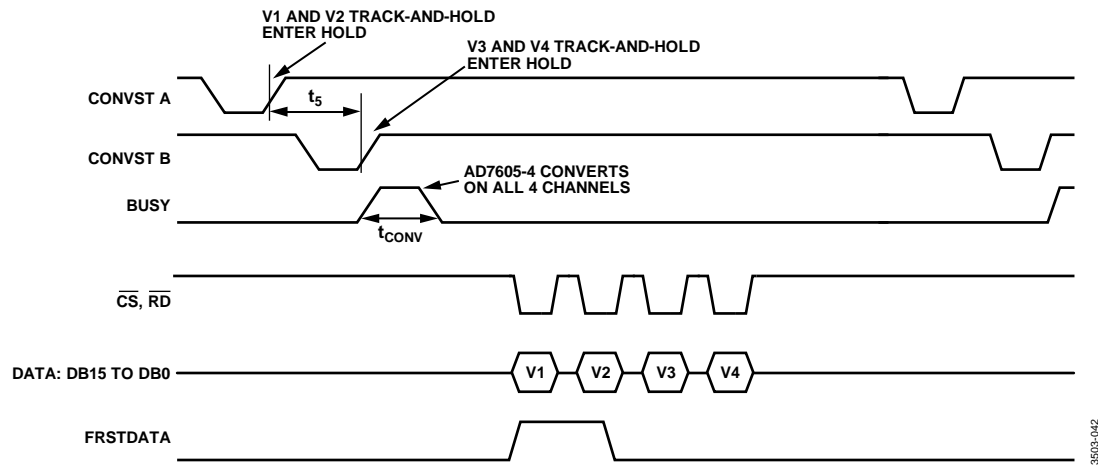 V1 AND V2 TRACK-AND-HOLD
ENTER HOLD
V3 AND V4 TRACK-AND-HOLD
ENTER HOLD
CONVST A
t5
CONVST B
AD7605-4 CONVERTS
ON ALL 4 CHANNELS
BUSY
tCONV
CS, RD
DATA: DB15 TO DB0
V1 V2 V3 V4
FRSTDATA
3503-042